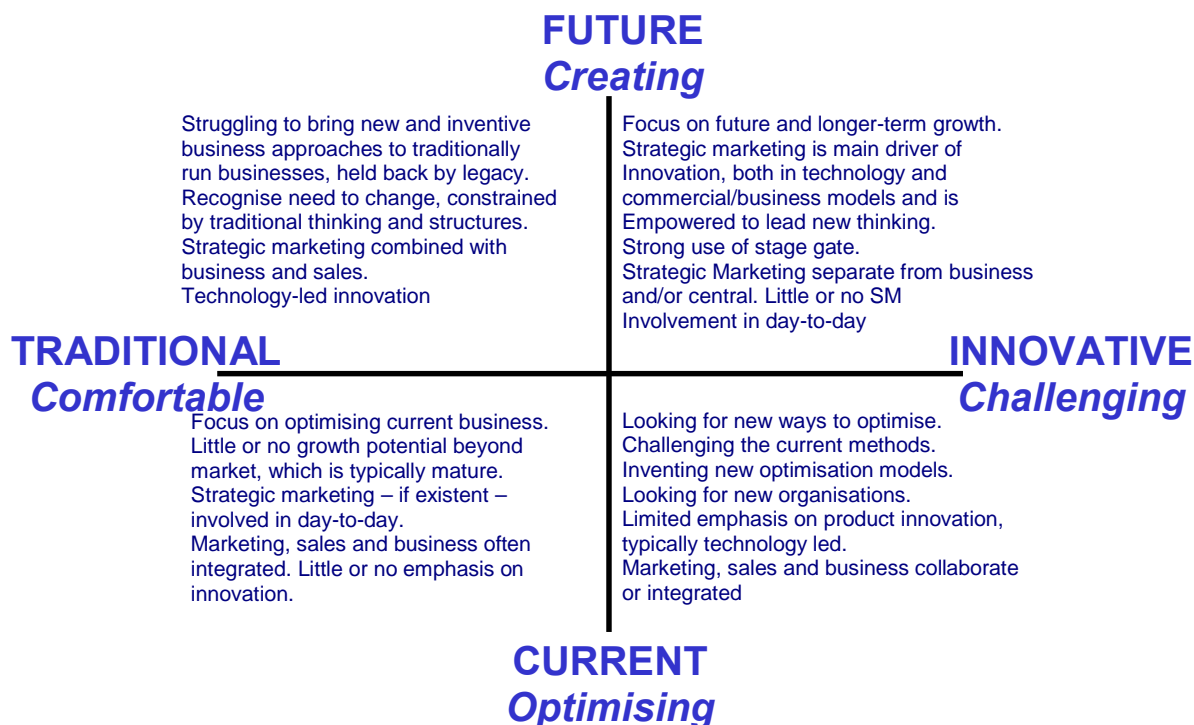 FUTURE
Creating
Struggling to bring new and inventive
business approaches to traditionally
run businesses, held back by legacy.
Recognise need to change, constrained
by traditional thinking and structures.
Strategic marketing combined with
business and sales.
Technology-led innovation
Focus on future and longer-term growth.
Strategic marketing is main driver of
Innovation, both in technology and
commercial/business models and is
Empowered to lead new thinking.
Strong use of stage gate.
Strategic Marketing separate from business
and/or central. Little or no SM
Involvement in day-to-day
TRADITIONAL
Comfortable
INNOVATIVE
Challenging
Focus on optimising current business.
Little or no growth potential beyond
market, which is typically mature.
Strategic marketing – if existent –
involved in day-to-day.
Marketing, sales and business often
integrated. Little or no emphasis on
innovation.
Looking for new ways to optimise.
Challenging the current methods.
Inventing new optimisation models.
Looking for new organisations.
Limited emphasis on product innovation,
typically technology led.
Marketing, sales and business collaborate
or integrated
CURRENT
Optimising